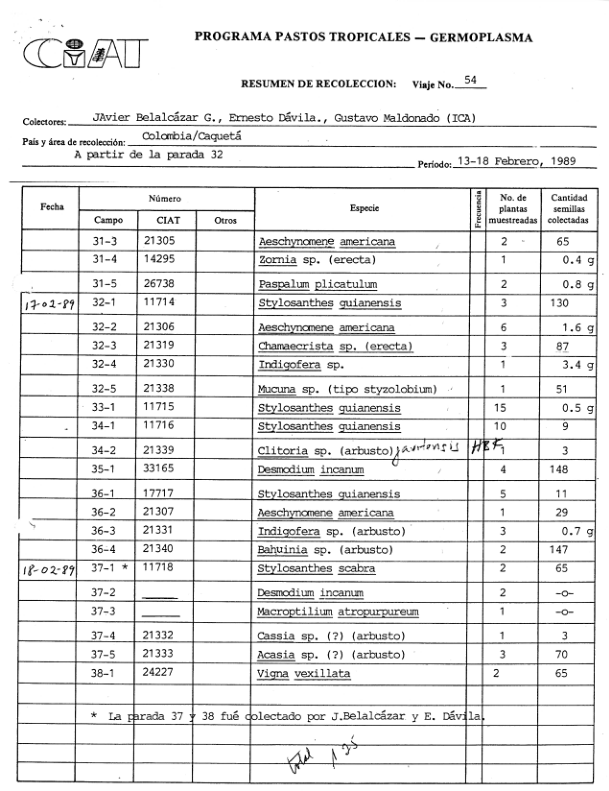 CIAT
PROGRAMA PASTOS TROPICALES — GERMOPLASMA
RESUMEN DE RECOLECCION: Viaje No. 54
Colectores: JAvier Belalcázar G., Ernesto Dávila., Gustavo Maldonado (ICA)
País y área de recolección: Colombia/Caquetá
A partir de la parada 32
Período: 13-18 Febrero, 1989
Fecha Número Especie Frecuencia No. de plantas muestreadas Cantidad semillas colectadas
Campo CIAT Otros
31-3 21305 Aeschynomene americana 2 65
31-4 14295 Zornia sp. (erecta) 1 0.4 g
31-5 26738 Paspalum plicatulum 2 0.8 g
17-02-89 32-1 11714 Stylosanthes guianensis 3 130
32-2 21306 Aeschynomene americana 6 1.6 g
32-3 21319 Chamaecrista sp. (erecta) 3 87
32-4 21330 Indigofera sp. 1 3.4 g
32-5 21338 Mucuna sp. (tipo styzolobium) 1 51
33-1 11715 Stylosanthes guianensis 15 0.5 g
34-1 11716 Stylosanthes guianensis 10 9
34-2 21339 Clitoria sp. (arbusto) HBK 1 3
35-1 33165 Desmodium incanum 4 148
36-1 17717 Stylosanthes guianensis 5 11
36-2 21307 Aeschynomene americana 1 29
36-3 21331 Indigofera sp. (arbusto) 3 0.7 g
36-4 21340 Bahuinia sp. (arbusto) 2 147
18-02-89 37-1 * 11718 Stylosanthes scabra 2 65
37-2 Desmodium incanum 2 -o-
37-3 Macroptilium atropurpureum 1 -o-
37-4 21332 Cassia sp. (?) (arbusto) 1 3
37-5 21333 Acasia sp. (?) (arbusto) 3 70
38-1 24227 Vigna vexillata 2 65
* La parada 37 y 38 fué colectado por J.Belalcázar y E. Dávila.
total 125